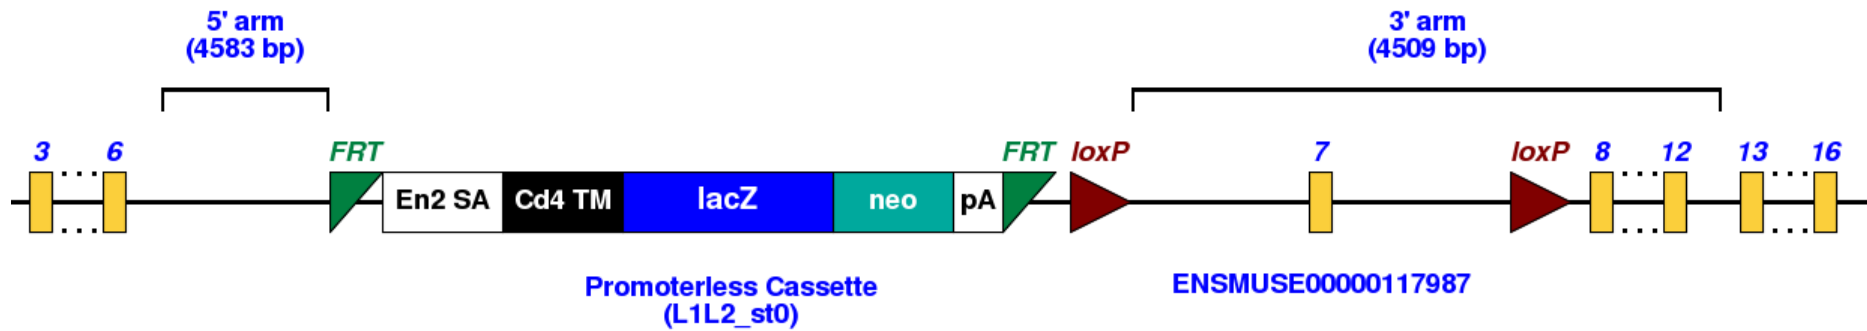 5' arm
(4583 bp)
3' arm
(4509 bp)
3 6 FRT FRT loxP 7 loxP 8 12 13 16
En2 SA Cd4 TM lacZ neo pA
Promoterless Cassette
(L1L2_st0)
ENSMUSE00000117987